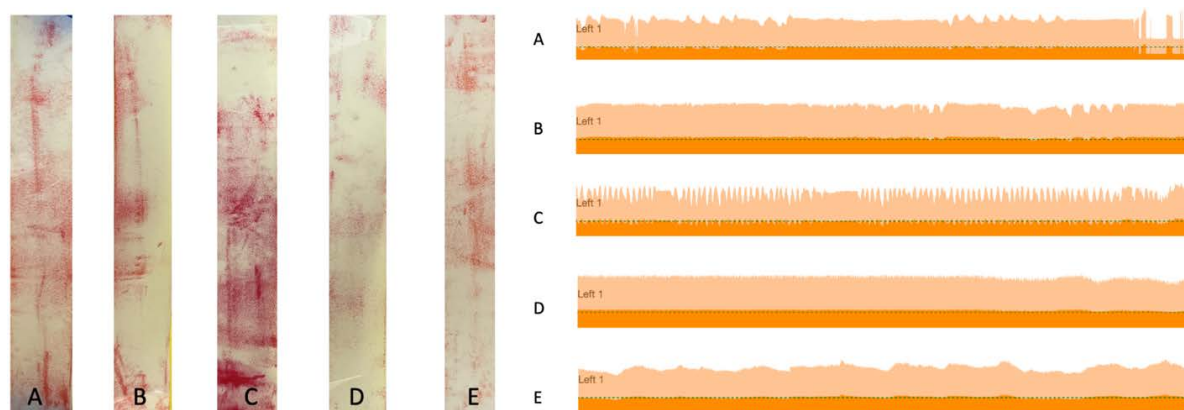 A B C D E
A
Left 1
B
Left 1
C
Left 1
D
Left 1
E
Left 1